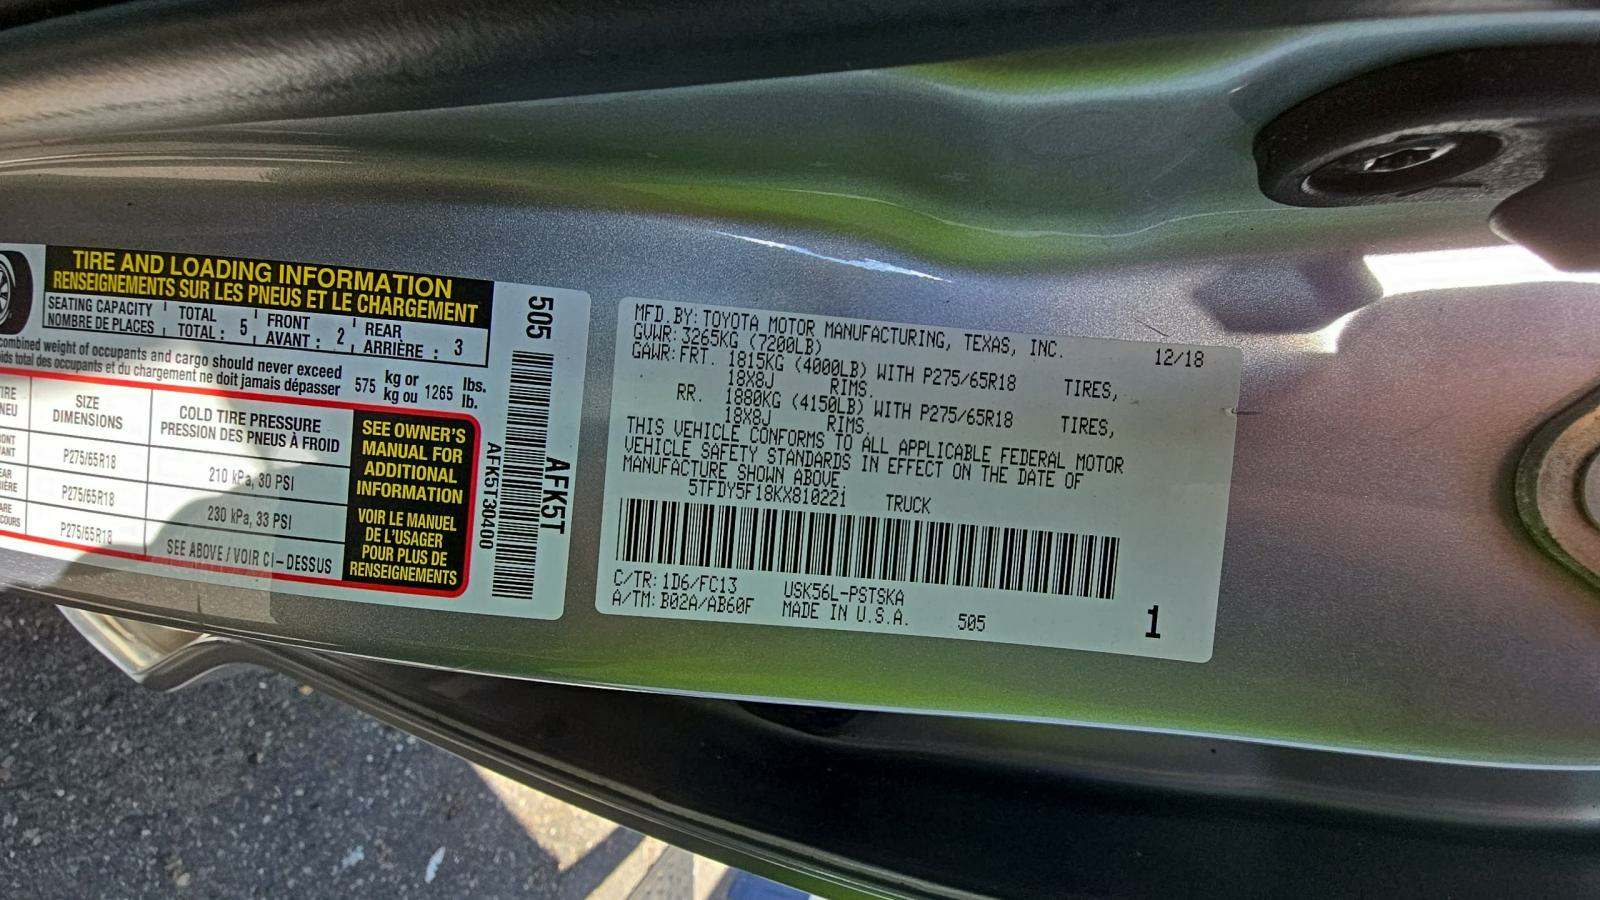 TIRE AND LOADING INFORMATION
RENSEIGNEMENTS SUR LES PNEUS ET LE CHARGEMENT
SEATING CAPACITY TOTAL FRONT REAR
NOMBRE DE PLACES TOTAL : 5 AVANT : 2 ARRIÈRE : 3
combined weight of occupants and cargo should never exceed 575 kg or 1265 lbs.
total des occupants et du chargement ne doit jamais dépasser kg ou lb.
SIZE
DIMENSIONS
COLD TIRE PRESSURE
PRESSION DES PNEUS À FROID
P275/65R18 210 kPa, 30 PSI
P275/65R18 230 kPa, 33 PSI
P275/65R18 SEE ABOVE / VOIR CI-DESSUS
SEE OWNER'S
MANUAL FOR
ADDITIONAL
INFORMATION
VOIR LE MANUEL
DE L'USAGER
POUR PLUS DE
RENSEIGNEMENTS
505
AFK5T
AFK5T30400
MFD.BY:TOYOTA MOTOR MANUFACTURING, TEXAS, INC. 12/18
GVWR:3265KG (7200LB)
GAWR:FRT. 1815KG (4000LB) WITH P275/65R18 TIRES,
18X8J RIMS.
RR. 1880KG (4150LB) WITH P275/65R18 TIRES,
18X8J RIMS.
THIS VEHICLE CONFORMS TO ALL APPLICABLE FEDERAL MOTOR
VEHICLE SAFETY STANDARDS IN EFFECT ON THE DATE OF
MANUFACTURE SHOWN ABOVE.
5TFDY5F18KX810221 TRUCK
C/TR:1D6/FC13 USK56L-PSTSKA
A/TM:B02A/AB60F MADE IN U.S.A. 505
1